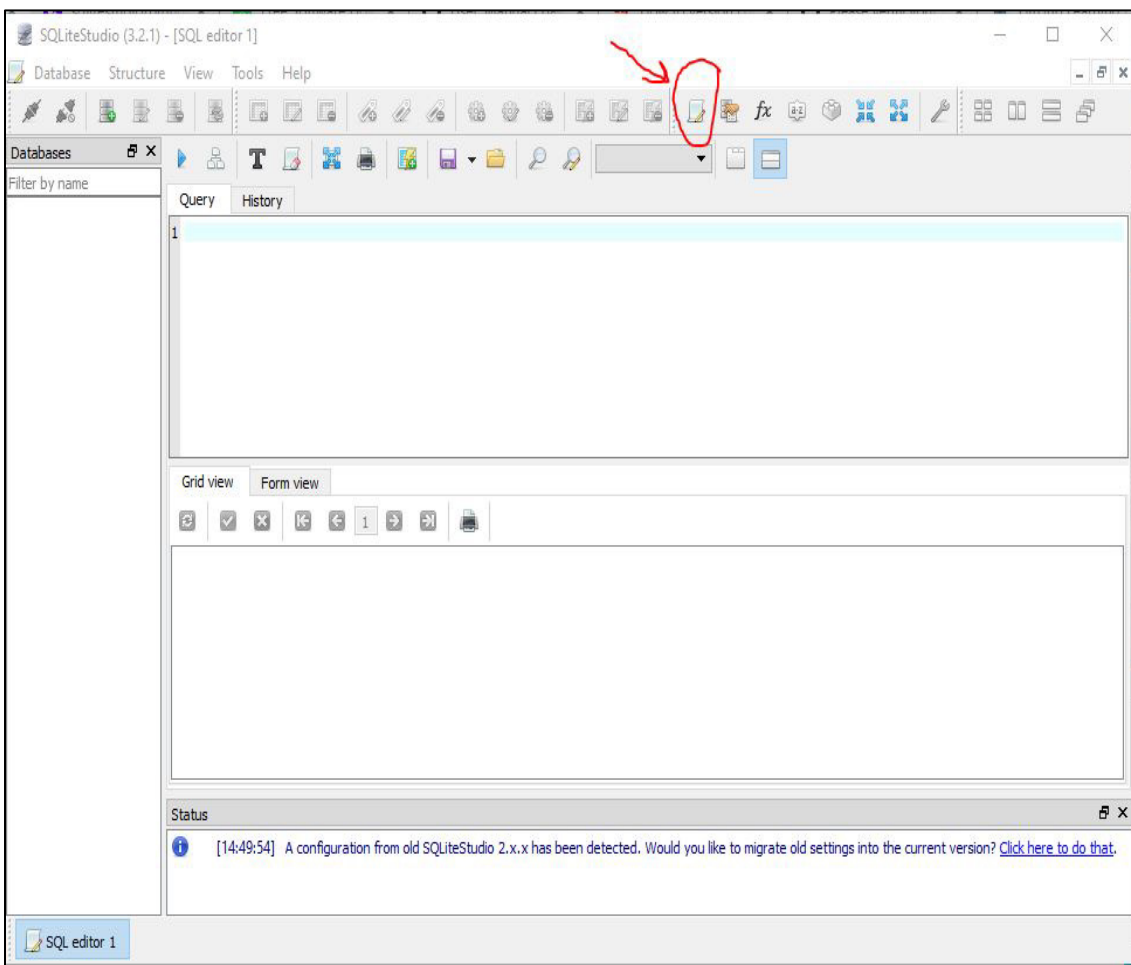 SQLiteStudio (3.2.1) - [SQL editor 1]
Database Structure View Tools Help
fx
Databases
T
Filter by name
Query History
1
Grid view Form view
1
Status
[14:49:54] A configuration from old SQLiteStudio 2.x.x has been detected. Would you like to migrate old settings into the current version? Click here to do that.
SQL editor 1